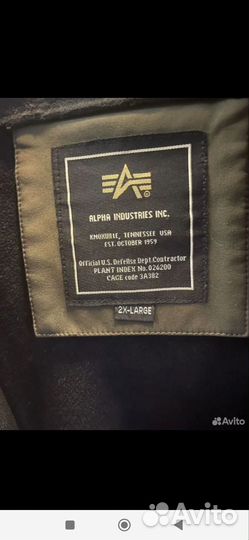 ALPHA INDUSTRIES INC.
KNOXVILLE, TENNESSEE USA
EST. OCTOBER 1959
Official U.S. Defense Dept Contractor
PLANT INDEX No. 026200
CAGE code 3A382
2X-LARGE
Avito
Avito